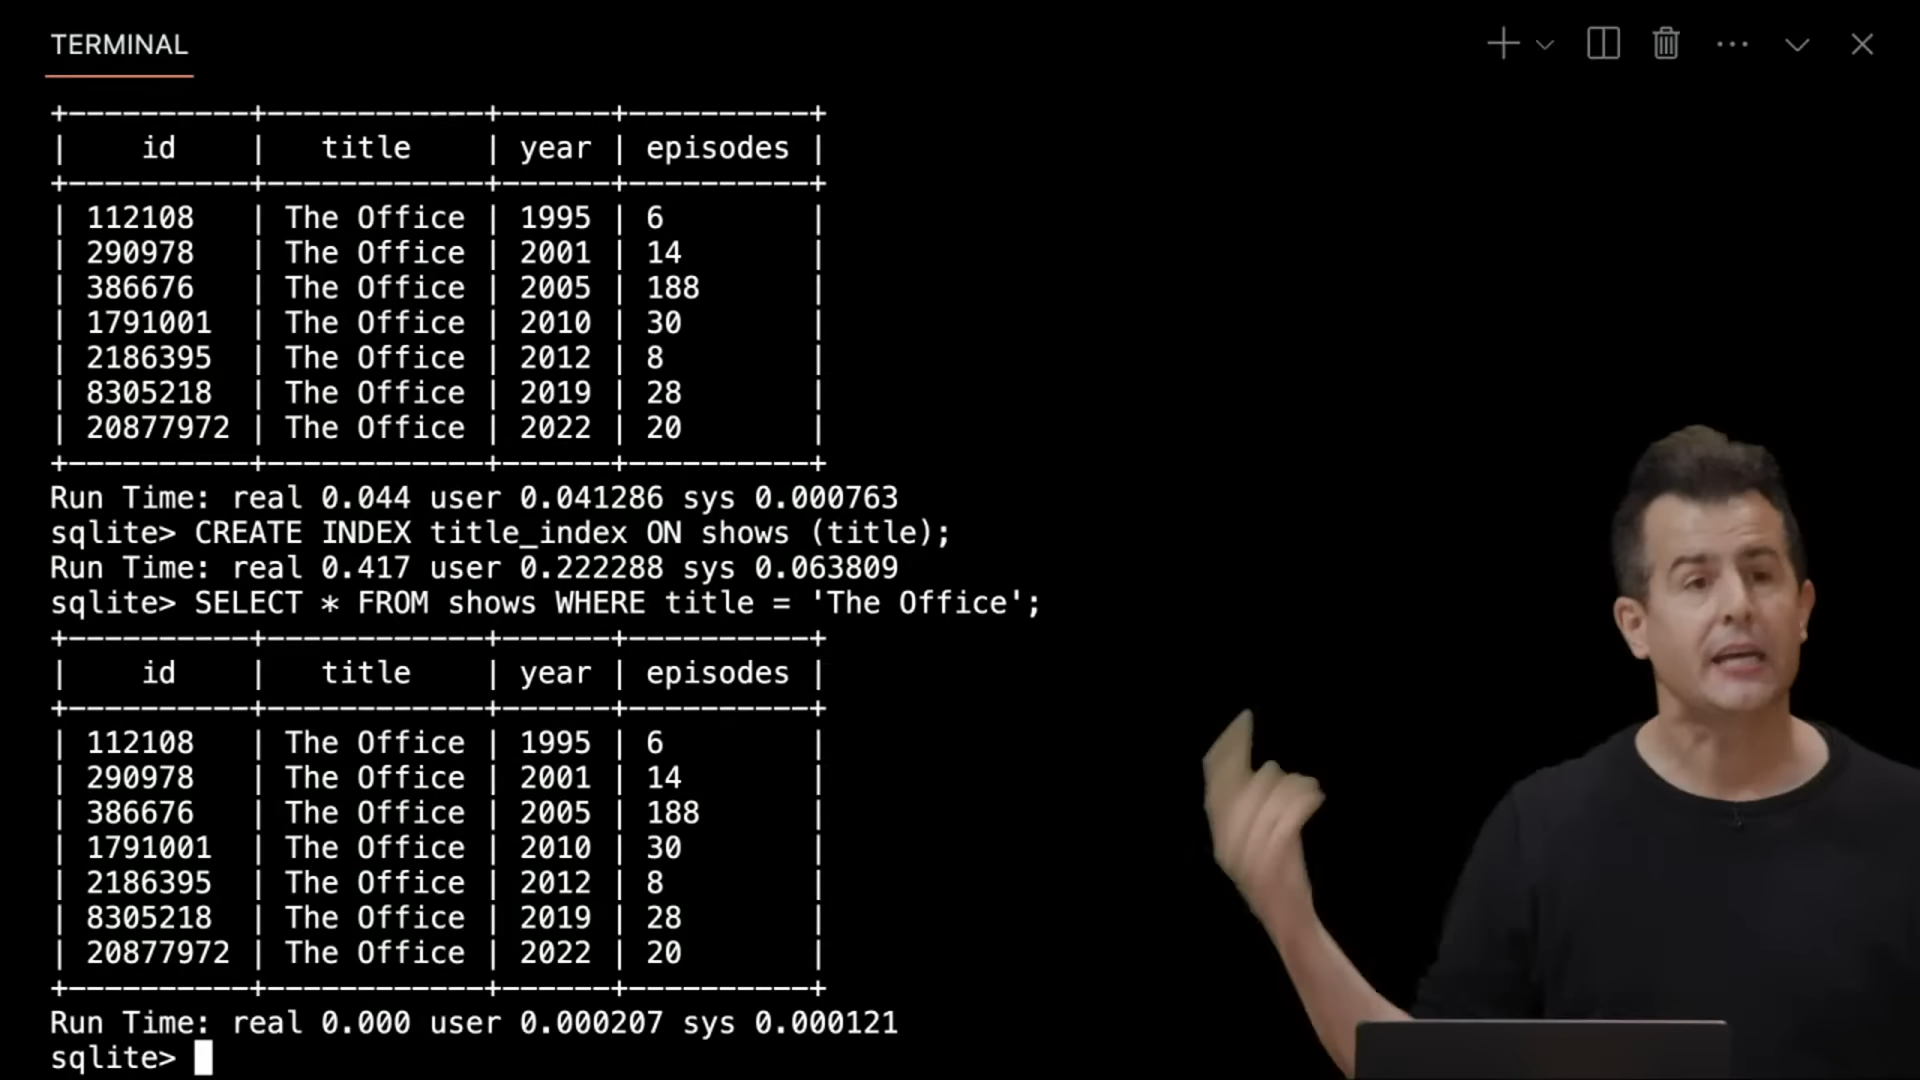 TERMINAL
+----------+------------+------+----------+
|    id    |   title    | year | episodes |
+----------+------------+------+----------+
| 112108   | The Office | 1995 | 6        |
| 290978   | The Office | 2001 | 14       |
| 386676   | The Office | 2005 | 188      |
| 1791001  | The Office | 2010 | 30       |
| 2186395  | The Office | 2012 | 8        |
| 8305218  | The Office | 2019 | 28       |
| 20877972 | The Office | 2022 | 20       |
+----------+------------+------+----------+
Run Time: real 0.044 user 0.041286 sys 0.000763
sqlite> CREATE INDEX title_index ON shows (title);
Run Time: real 0.417 user 0.222288 sys 0.063809
sqlite> SELECT * FROM shows WHERE title = 'The Office';
+----------+------------+------+----------+
|    id    |   title    | year | episodes |
+----------+------------+------+----------+
| 112108   | The Office | 1995 | 6        |
| 290978   | The Office | 2001 | 14       |
| 386676   | The Office | 2005 | 188      |
| 1791001  | The Office | 2010 | 30       |
| 2186395  | The Office | 2012 | 8        |
| 8305218  | The Office | 2019 | 28       |
| 20877972 | The Office | 2022 | 20       |
+----------+------------+------+----------+
Run Time: real 0.000 user 0.000207 sys 0.000121
sqlite>